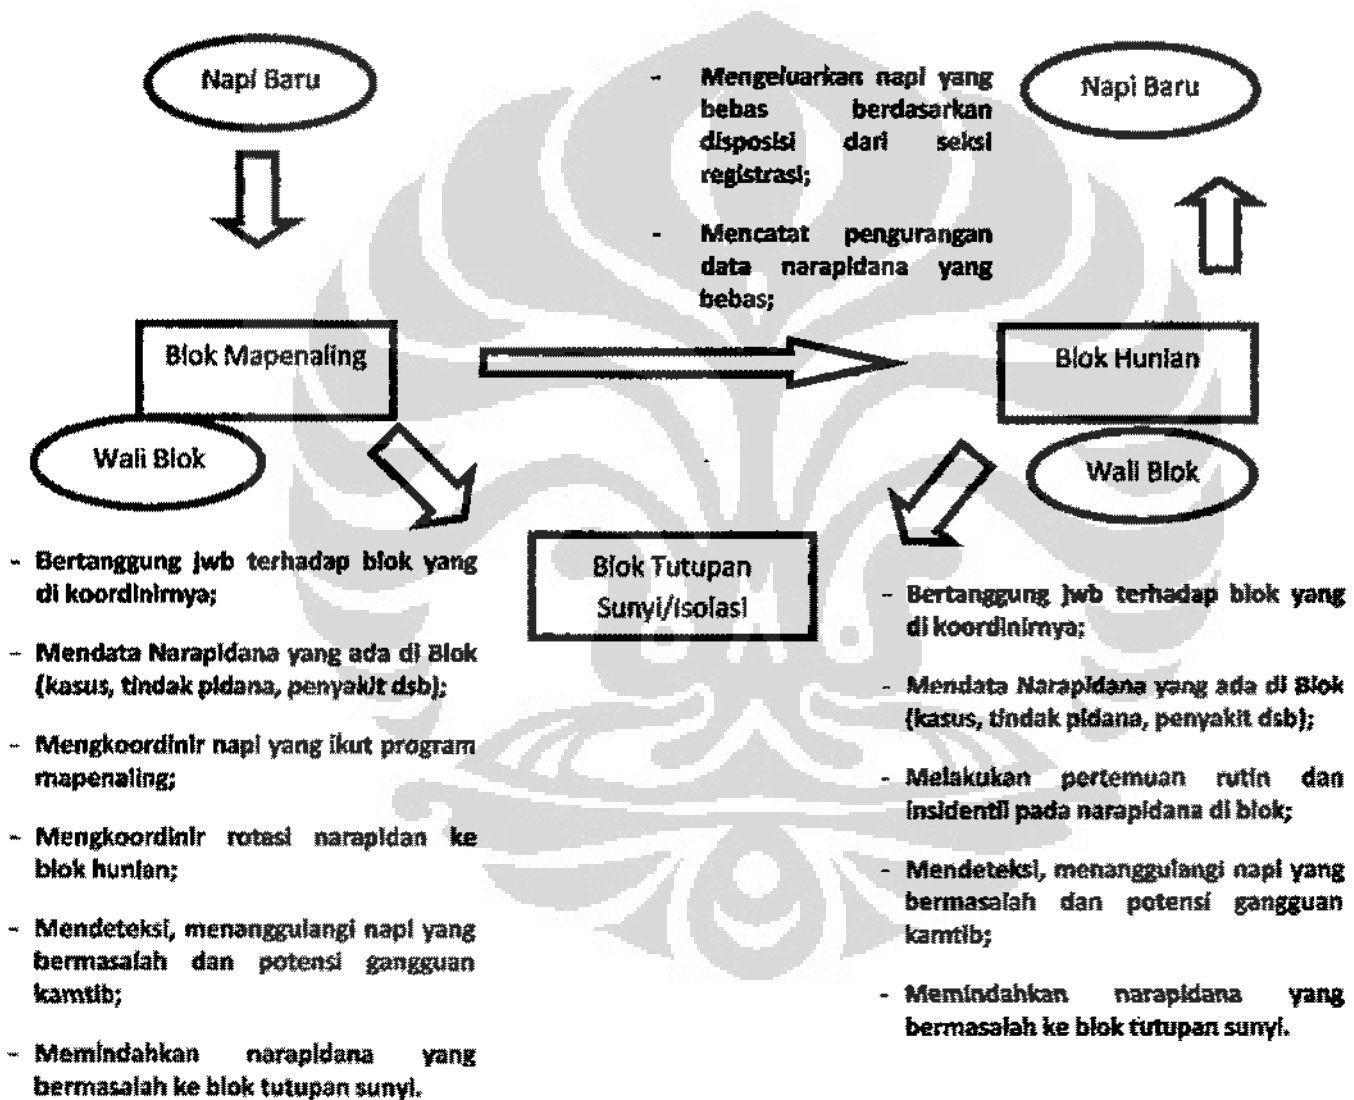 Napi Baru
- Mengeluarkan napi yang
bebas berdasarkan
disposisi dari seksi
registrasi;
- Mencatat pengurangan
data narapidana yang
bebas;
Napi Baru
Blok Mapenaling
Wali Blok
Blok Hunian
Wali Blok
Blok Tutupan
Sunyi/Isolasi
- Bertanggung jwb terhadap blok yang
di koordinirnya;
- Mendata Narapidana yang ada di Blok
(kasus, tindak pidana, penyakit dsb);
- Mengkoordinir napi yang ikut program
mapenaling;
- Mengkoordinir rotasi narapidan ke
blok hunian;
- Mendeteksi, menanggulangi napi yang
bermasalah dan potensi gangguan
kamtib;
- Memindahkan narapidana yang
bermasalah ke blok tutupan sunyi.
- Bertanggung jwb terhadap blok yang
di koordinirnya;
- Mendata Narapidana yang ada di Blok
(kasus, tindak pidana, penyakit dsb);
- Melakukan pertemuan rutin dan
insidentil pada narapidana di blok;
- Mendeteksi, menanggulangi napi yang
bermasalah dan potensi gangguan
kamtib;
- Memindahkan narapidana yang
bermasalah ke blok tutupan sunyi.